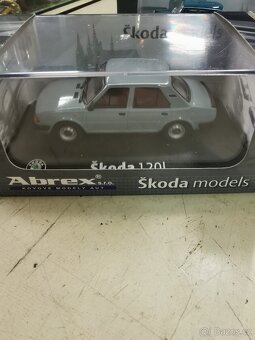 Škoda models
Škoda 120L
Abrex s.r.o.
KOVOVÉ MODELY AUT
Škoda models